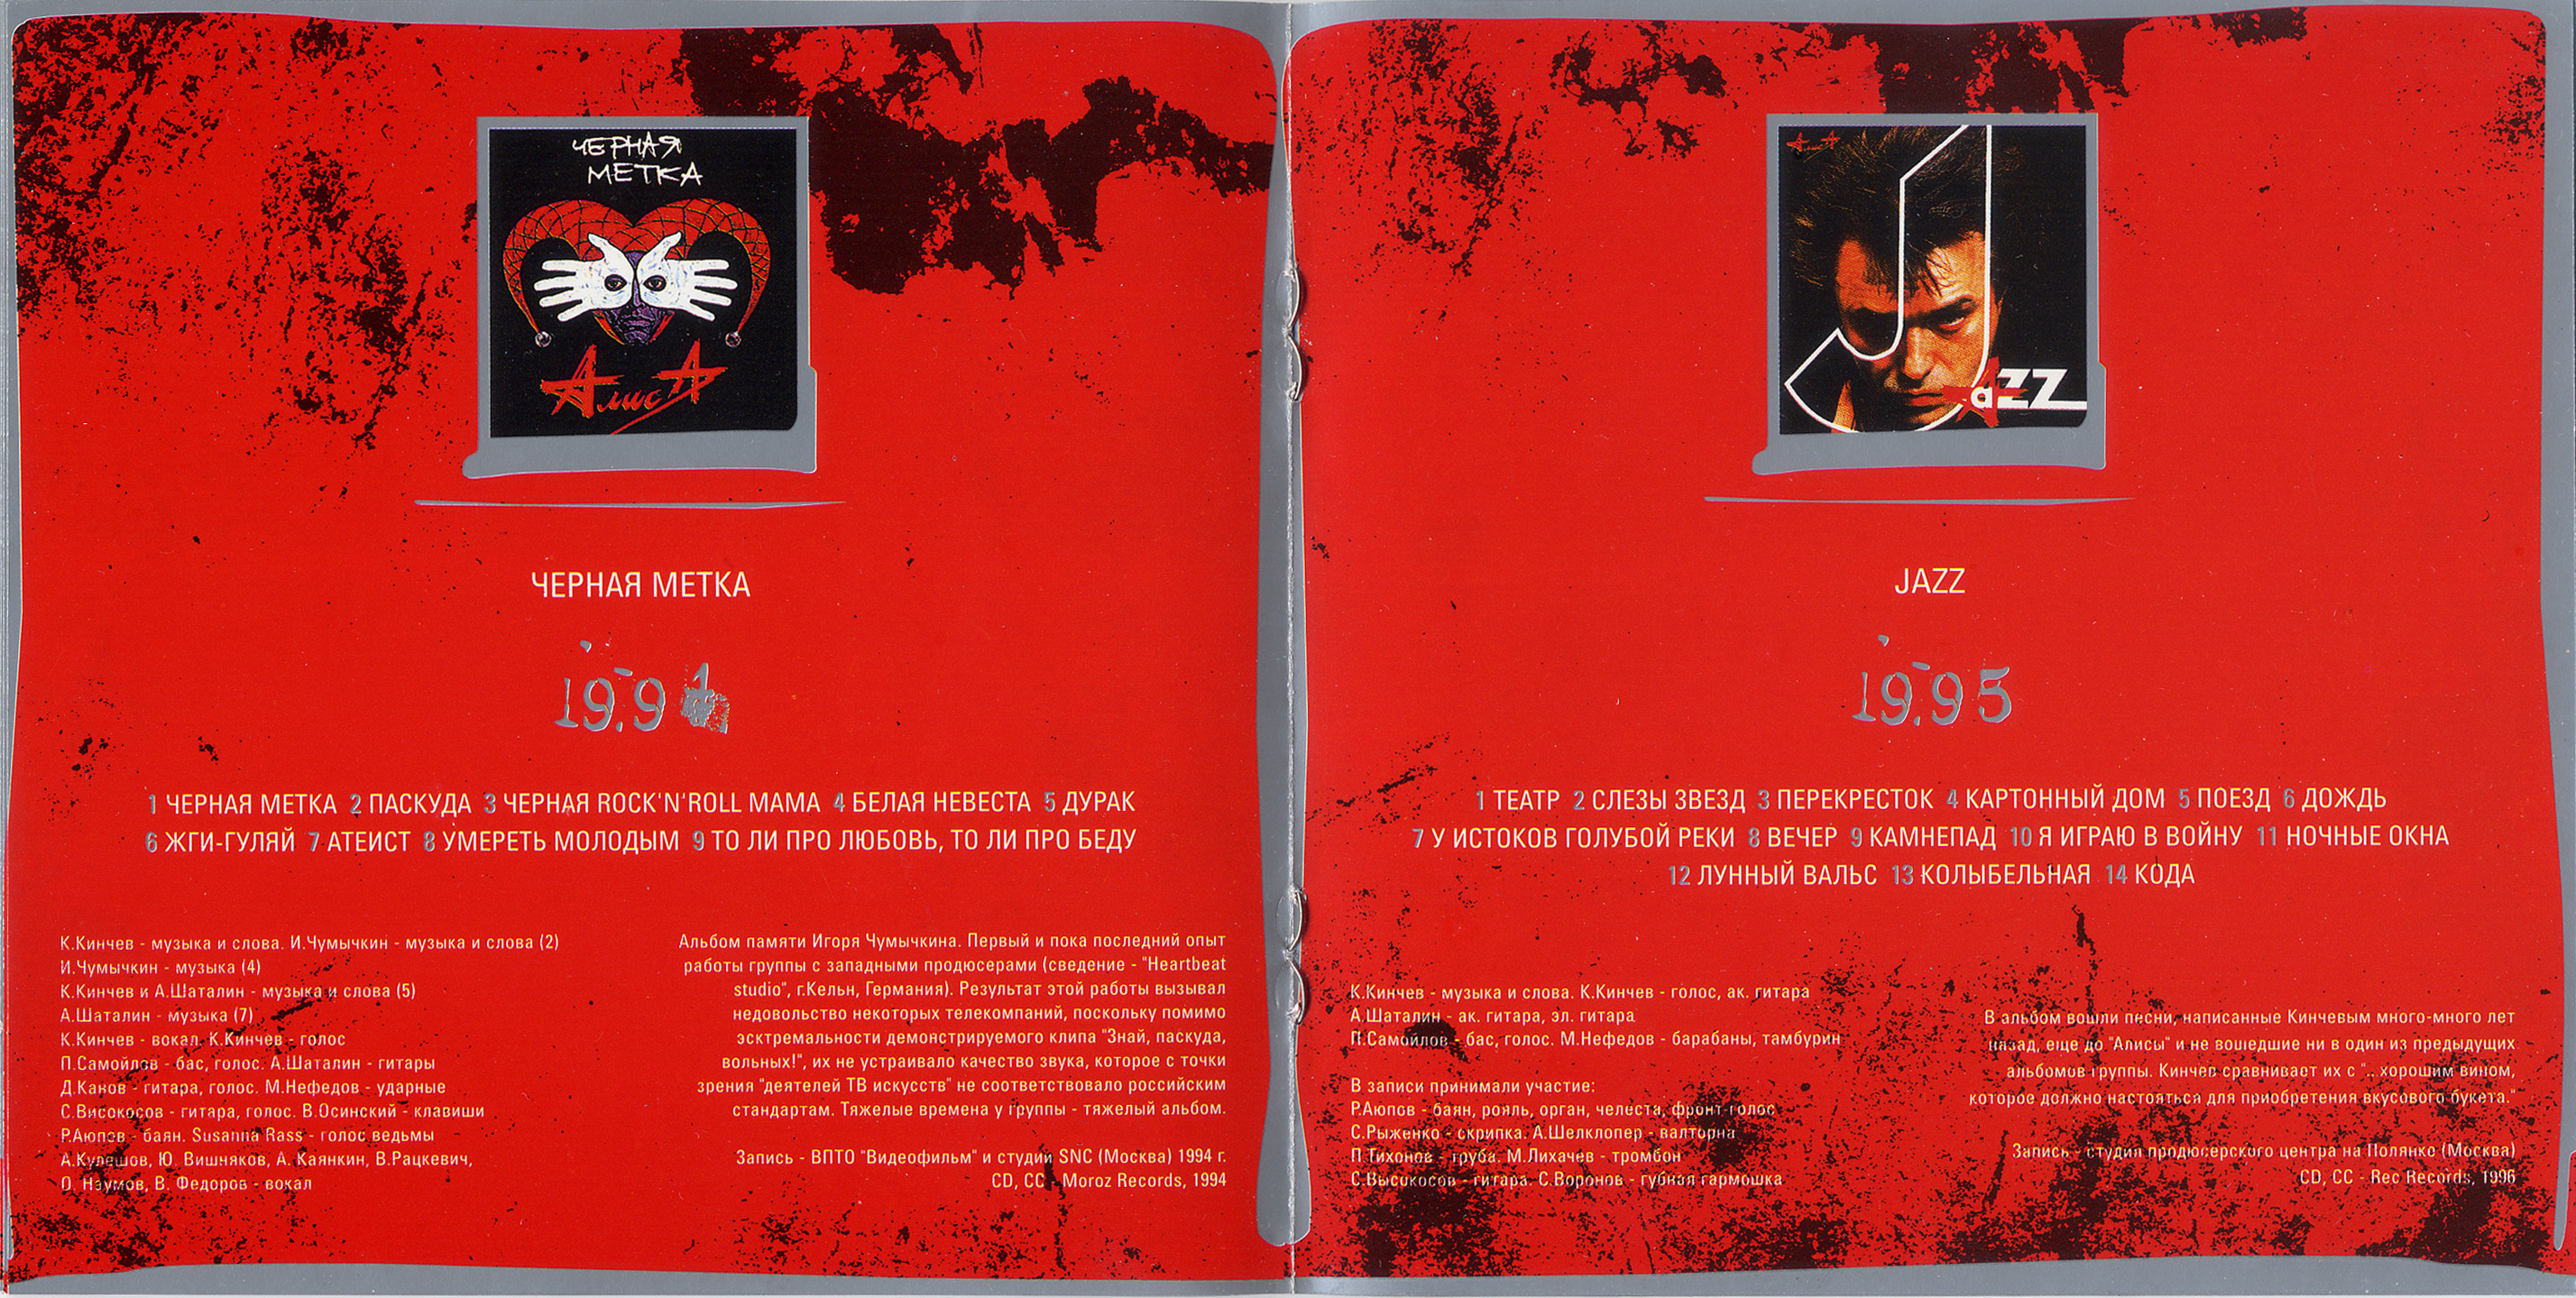 ЧЕРНАЯ
МЕТКА
АлисА
ЧЕРНАЯ МЕТКА
19.94
1 ЧЕРНАЯ МЕТКА 2 ПАСКУДА 3 ЧЕРНАЯ ROCK'N'ROLL МАМА 4 БЕЛАЯ НЕВЕСТА 5 ДУРАК
6 ЖГИ-ГУЛЯЙ 7 АТЕИСТ 8 УМЕРЕТЬ МОЛОДЫМ 9 ТО ЛИ ПРО ЛЮБОВЬ, ТО ЛИ ПРО БЕДУ
К.Кинчев - музыка и слова. И.Чумычкин - музыка и слова (2)
И.Чумычкин - музыка (4)
К.Кинчев и А.Шаталин - музыка и слова (5)
А.Шаталин - музыка (7)
К.Кинчев - вокал. К.Кинчев - голос
П.Самойлов - бас, голос. А.Шаталин - гитары
Д.Канов - гитара, голос. М.Нефедов - ударные
С.Високосов - гитара, голос. В.Осинский - клавиши
Р.Аюпов - баян. Susanna Rass - голос ведьмы
А.Кулешов, Ю. Вишняков, А. Каянкин, В.Рацкевич,
О. Наумов, В. Федоров - вокал
Альбом памяти Игоря Чумычкина. Первый и пока последний опыт
работы группы с западными продюсерами (сведение - "Heartbeat
studio", г.Кельн, Германия). Результат этой работы вызывал
недовольство некоторых телекомпаний, поскольку помимо
эсктремальности демонстрируемого клипа "Знай, паскуда,
вольных!", их не устраивало качество звука, которое с точки
зрения "деятелей ТВ искусств" не соответствовало российским
стандартам. Тяжелые времена у группы - тяжелый альбом.
Запись - ВПТО "Видеофильм" и студии SNC (Москва) 1994 г.
CD, CC - Moroz Records, 1994
АлисА
Jazz
JAZZ
19.95
1 ТЕАТР 2 СЛЕЗЫ ЗВЕЗД 3 ПЕРЕКРЕСТОК 4 КАРТОННЫЙ ДОМ 5 ПОЕЗД 6 ДОЖДЬ
7 У ИСТОКОВ ГОЛУБОЙ РЕКИ 8 ВЕЧЕР 9 КАМНЕПАД 10 Я ИГРАЮ В ВОЙНУ 11 НОЧНЫЕ ОКНА
12 ЛУННЫЙ ВАЛЬС 13 КОЛЫБЕЛЬНАЯ 14 КОДА
К.Кинчев - музыка и слова. К.Кинчев - голос, ак. гитара
А.Шаталин - ак. гитара, эл. гитара
П.Самойлов - бас, голос. М.Нефедов - барабаны, тамбурин
В записи принимали участие:
Р.Аюпов - баян, рояль, орган, челеста, фронт-голос
С.Рыженко - скрипка. А.Шелклопер - валторна
П.Тихонов - труба. М.Лихачев - тромбон
С.Высокосов - гитара. С.Воронов - губная гармошка
В альбом вошли песни, написанные Кинчевым много-много лет
назад, еще до "Алисы" и не вошедшие ни в один из предыдущих
альбомов группы. Кинчев сравнивает их с "...хорошим вином,
которое должно настояться для приобретения вкусового букета."
Запись - студия продюсерского центра на Полянке (Москва)
CD, CC - Rec Records, 1996